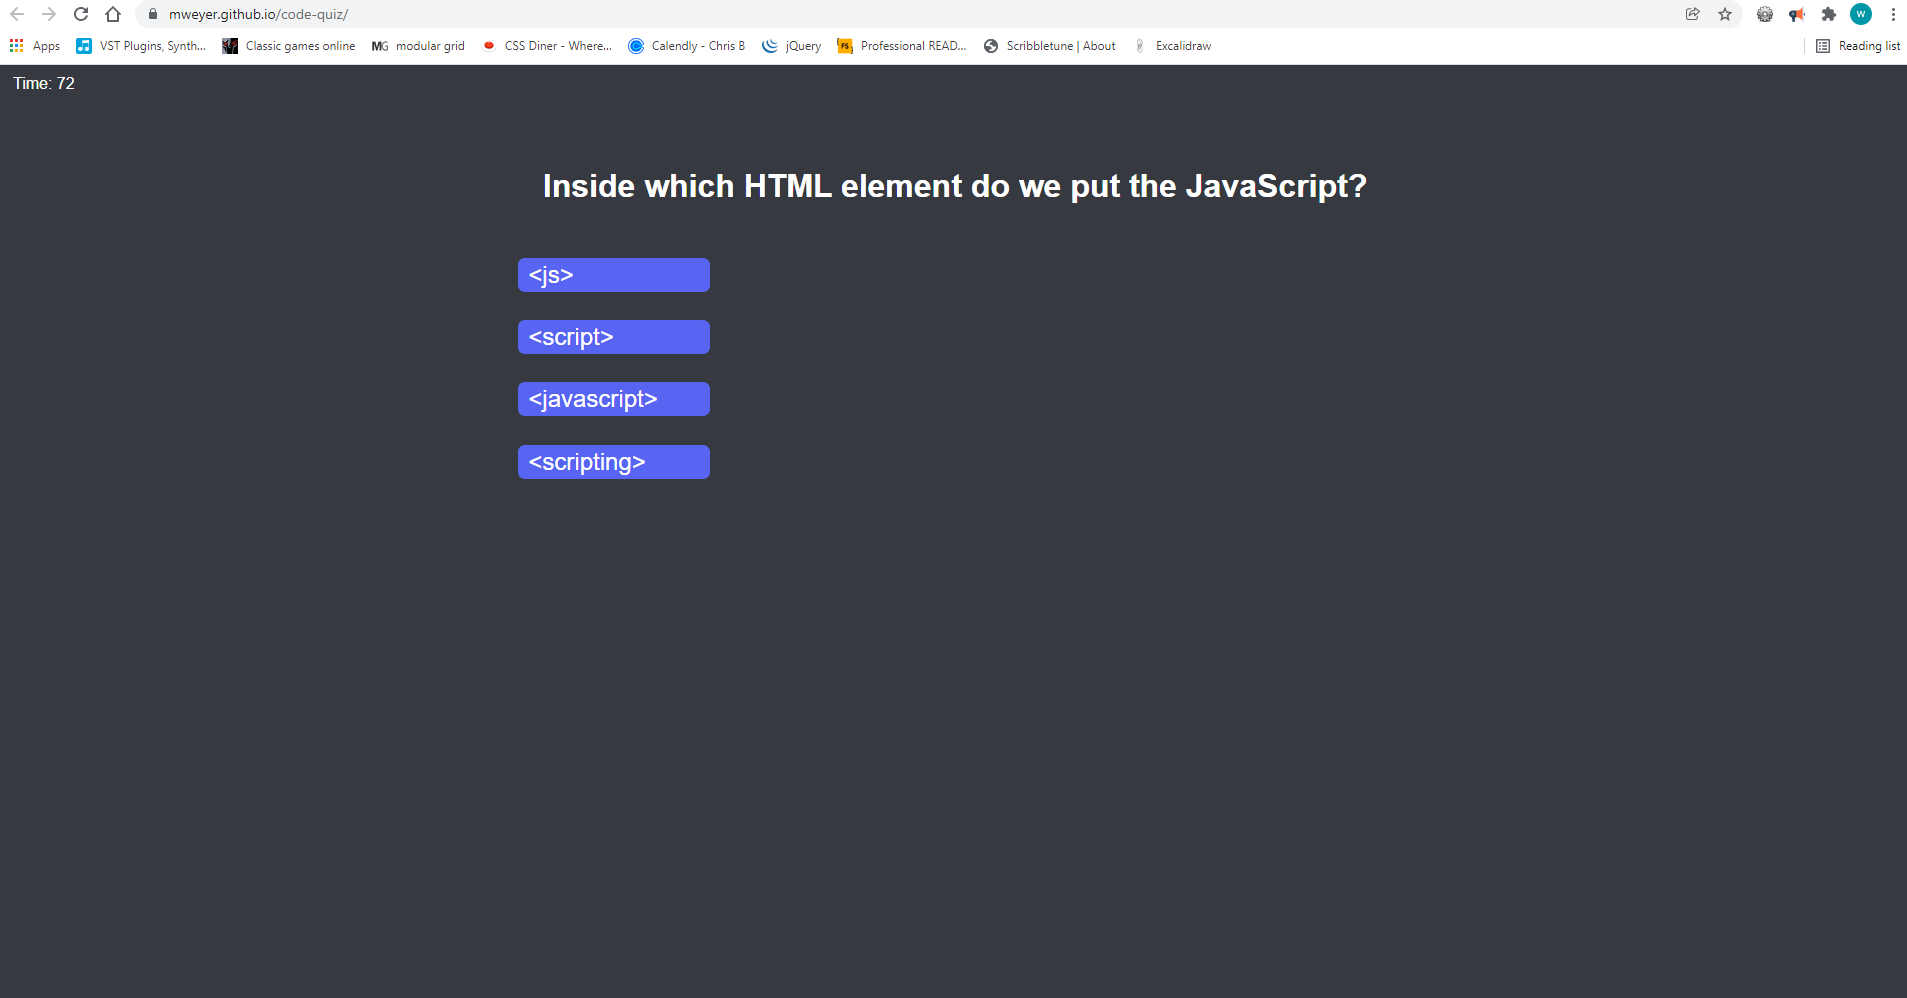 mweyer.github.io/code-quiz/
W
Apps VST Plugins, Synth... Classic games online MG modular grid CSS Diner - Where... Calendly - Chris B jQuery FS Professional READ... Scribbletune | About Excalidraw Reading list
Time: 72
Inside which HTML element do we put the JavaScript?
<js>
<script>
<javascript>
<scripting>